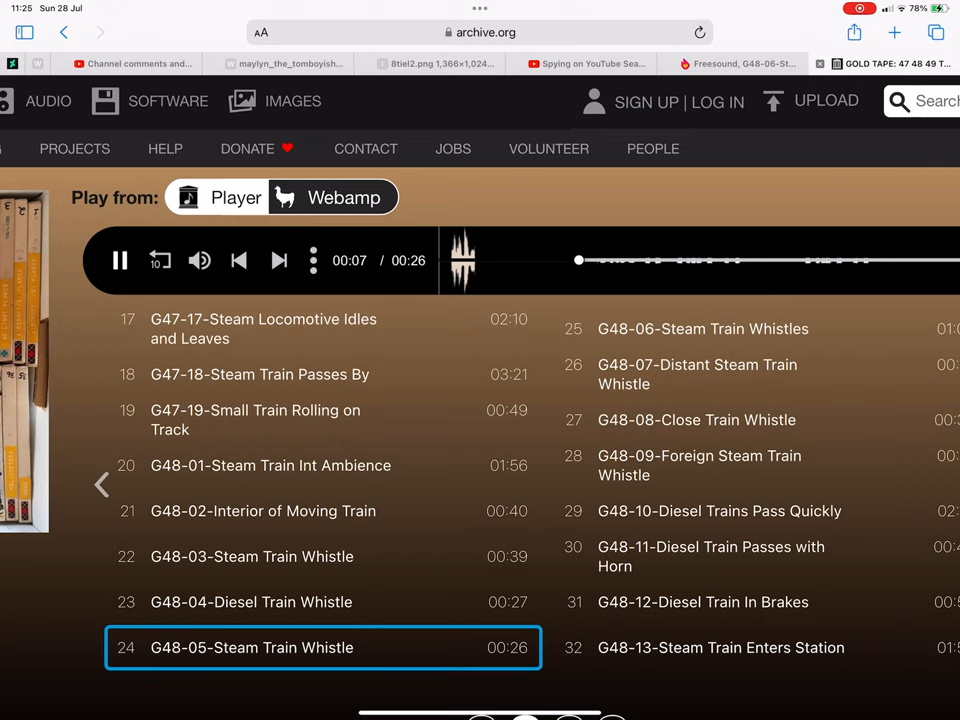 11:25 Sun 28 Jul
78%
AA archive.org
W
Channel comments and...
W maylyn_the_tomboyish...
8tiel2.png 1,366×1,024...
Spying on YouTube Sea...
Freesound, G48-06-St...
GOLD TAPE: 47 48 49 T...
AUDIO SOFTWARE IMAGES SIGN UP | LOG IN UPLOAD Search
PROJECTS HELP DONATE CONTACT JOBS VOLUNTEER PEOPLE
Play from: Player Webamp
10 00:07 / 00:26
17 G47-17-Steam Locomotive Idles and Leaves 02:10
18 G47-18-Steam Train Passes By 03:21
19 G47-19-Small Train Rolling on Track 00:49
20 G48-01-Steam Train Int Ambience 01:56
21 G48-02-Interior of Moving Train 00:40
22 G48-03-Steam Train Whistle 00:39
23 G48-04-Diesel Train Whistle 00:27
24 G48-05-Steam Train Whistle 00:26
25 G48-06-Steam Train Whistles
26 G48-07-Distant Steam Train Whistle
27 G48-08-Close Train Whistle
28 G48-09-Foreign Steam Train Whistle
29 G48-10-Diesel Trains Pass Quickly
30 G48-11-Diesel Train Passes with Horn
31 G48-12-Diesel Train In Brakes
32 G48-13-Steam Train Enters Station